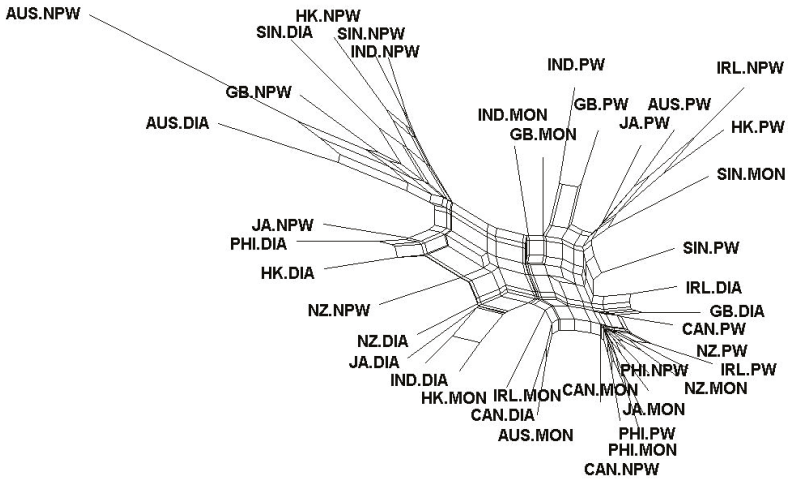 AUS.NPW
HK.NPW
SIN.DIA
SIN.NPW
IND.NPW
IND.PW
IRL.NPW
GB.NPW
GB.PW
AUS.PW
IND.MON
JA.PW
HK.PW
AUS.DIA
GB.MON
SIN.MON
JA.NPW
PHI.DIA
SIN.PW
HK.DIA
IRL.DIA
NZ.NPW
GB.DIA
CAN.PW
NZ.DIA
NZ.PW
JA.DIA
PHI.NPW
IRL.PW
IND.DIA
NZ.MON
HK.MON
IRL.MON
CAN.MON
CAN.DIA
JA.MON
AUS.MON
PHI.PW
PHI.MON
CAN.NPW